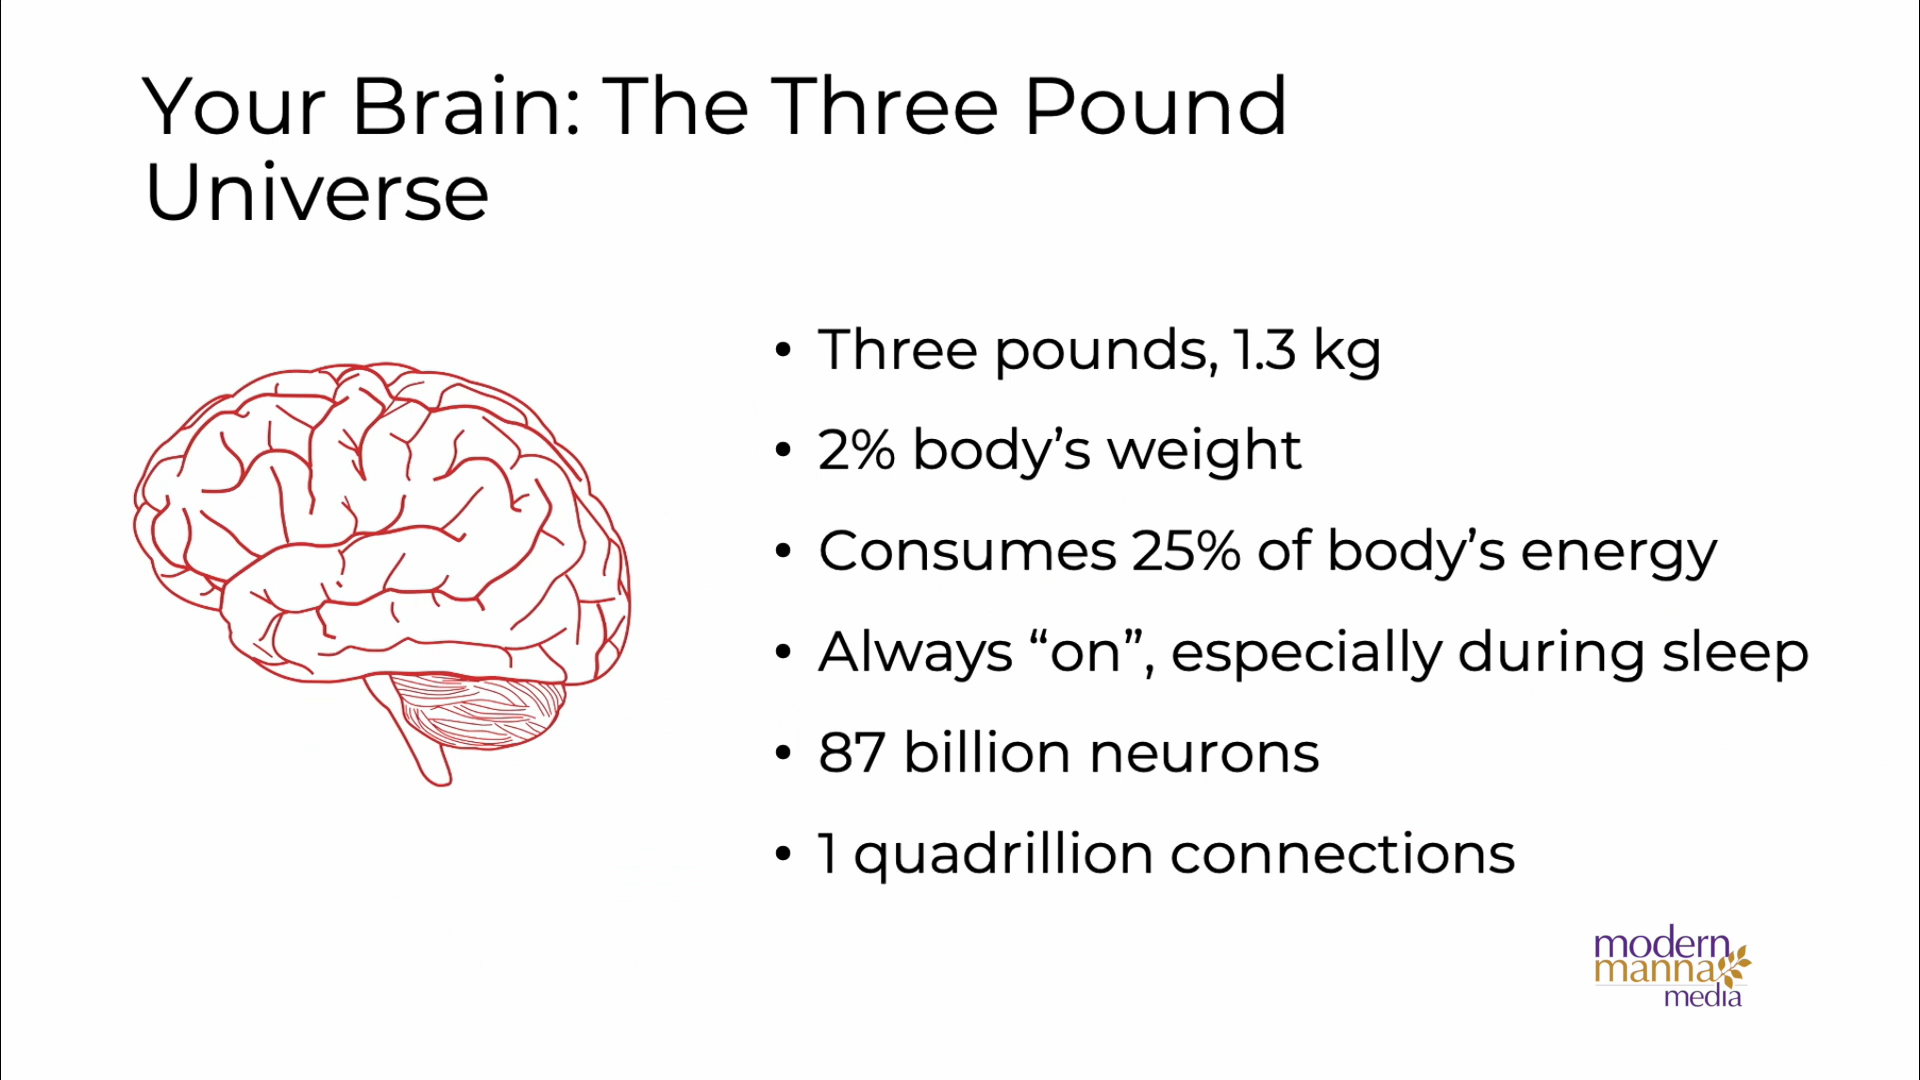 Your Brain: The Three Pound
Universe
• Three pounds, 1.3 kg
• 2% body’s weight
• Consumes 25% of body’s energy
• Always “on”, especially during sleep
• 87 billion neurons
• 1 quadrillion connections
modern
manna
media